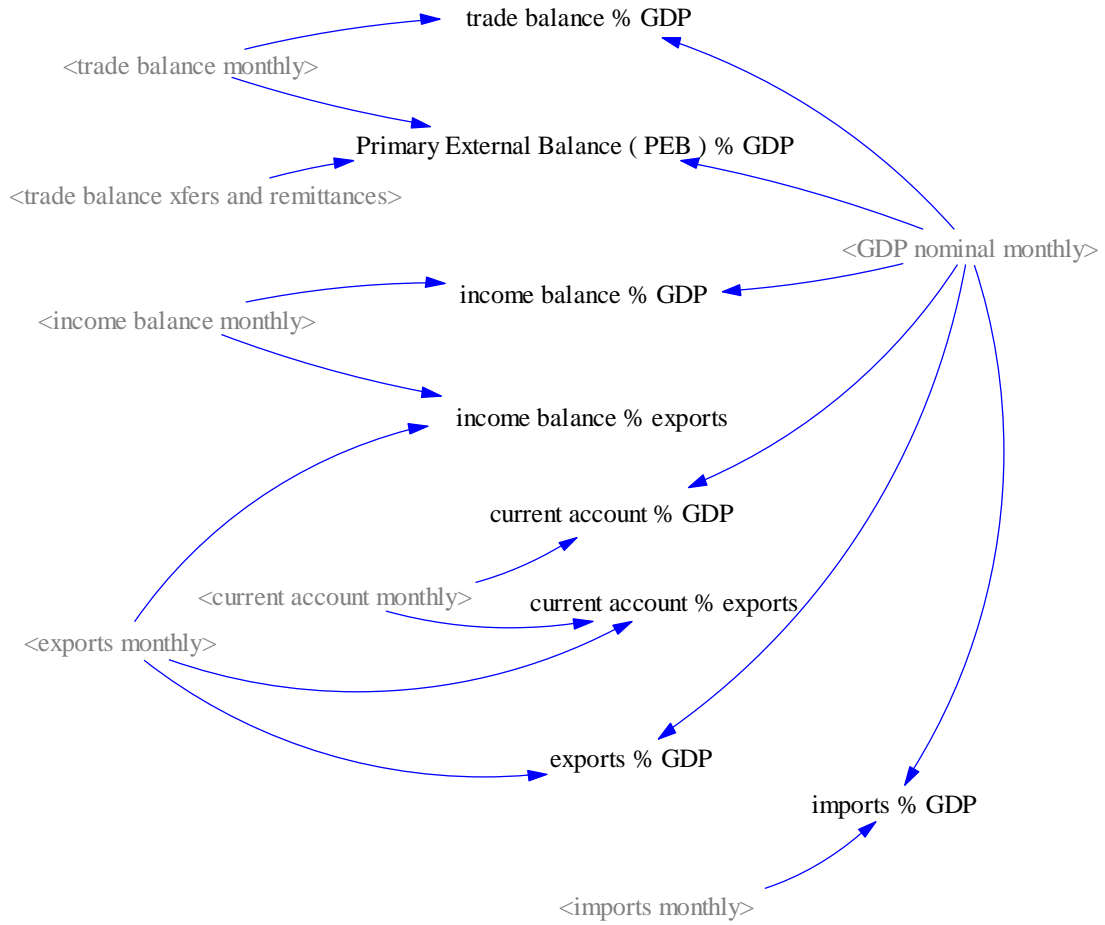 trade balance % GDP
<trade balance monthly>
Primary External Balance ( PEB ) % GDP
<trade balance xfers and remittances>
<GDP nominal monthly>
income balance % GDP
<income balance monthly>
income balance % exports
current account % GDP
<current account monthly>
current account % exports
<exports monthly>
exports % GDP
imports % GDP
<imports monthly>